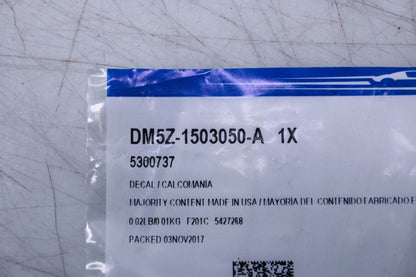 DM5Z-1503050-A 1X
5300737
DECAL / CALCOMANIA
MAJORITY CONTENT MADE IN USA / MAYORIA DEL CONTENIDO FABRICADO E
0.02LB/0.01KG F201C 5427268
PACKED 03NOV2017